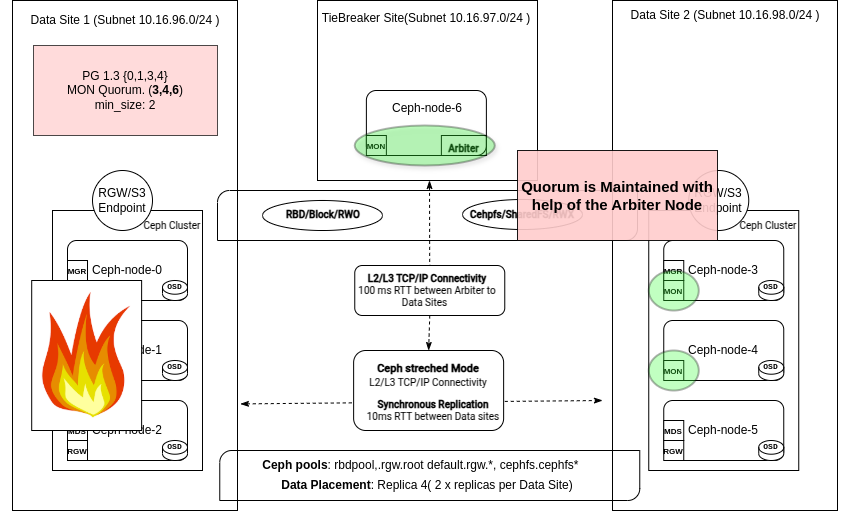 Data Site 1 (Subnet 10.16.96.0/24 )
TieBreaker Site(Subnet 10.16.97.0/24 )
Data Site 2 (Subnet 10.16.98.0/24 )
PG 1.3 {0,1,3,4}
MON Quorum. (3,4,6)
min_size: 2
Ceph-node-6
MON
Arbiter
Quorum is Maintained with
help of the Arbiter Node
RGW/S3
Endpoint
Ceph Cluster
RBD/Block/RWO
Cehpfs/SharedFS/RWX
W/S3
point
Ceph Cluster
MGR
Ceph-node-0
OSD
de-1
OSD
Ceph-node-2
MDS
RGW
OSD
L2/L3 TCP/IP Connectivity
100 ms RTT between Arbiter to
Data Sites
Ceph streched Mode
L2/L3 TCP/IP Connectivity
Synchronous Replication
10ms RTT between Data sites
MGR
MON
Ceph-node-3
OSD
MON
Ceph-node-4
OSD
MDS
RGW
Ceph-node-5
OSD
Ceph pools: rbdpool,.rgw.root default.rgw.*, cephfs.cephfs*
Data Placement: Replica 4( 2 x replicas per Data Site)